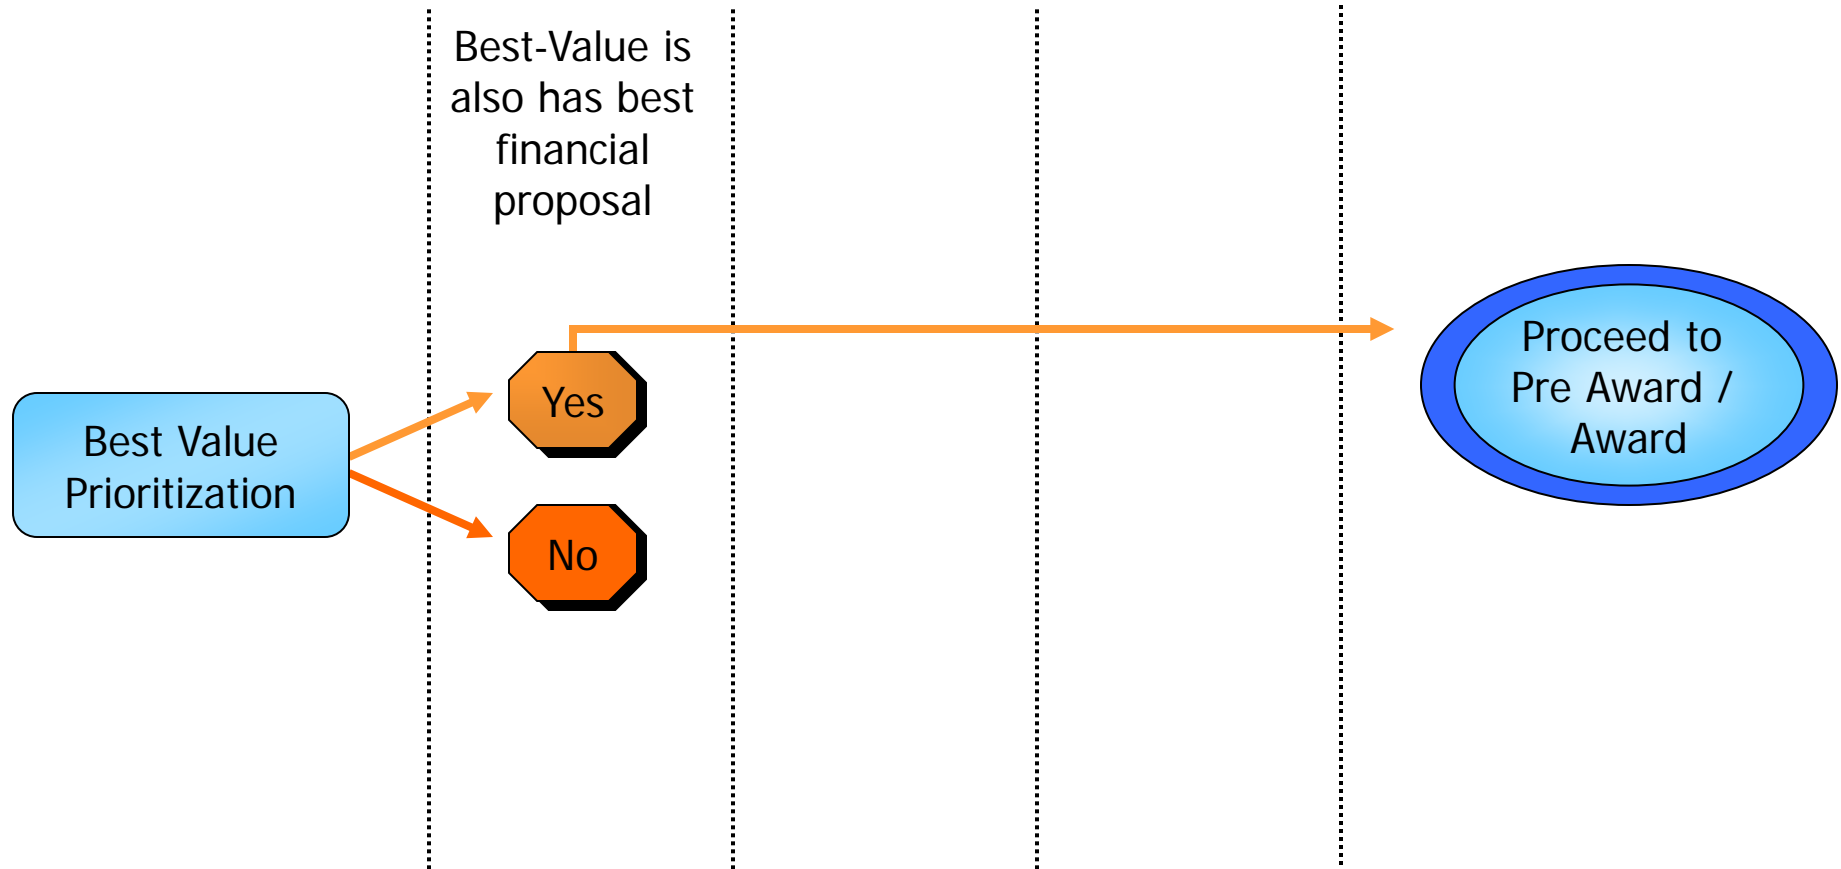 Best-Value is
also has best
financial
proposal
Best Value
Prioritization
Yes
No
Proceed to
Pre Award /
Award